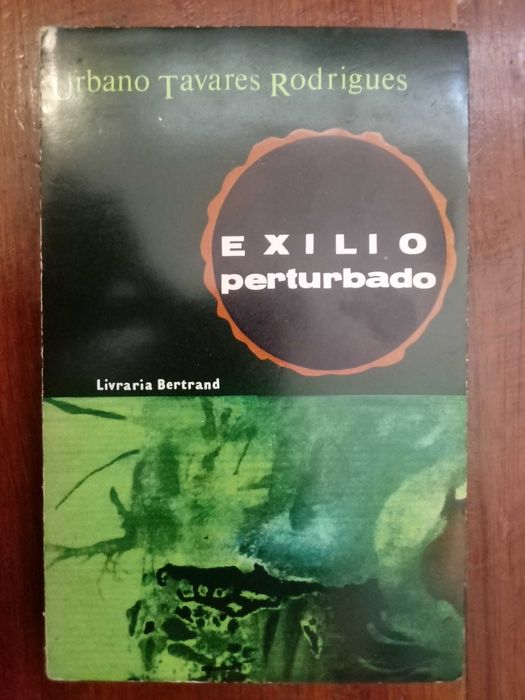 Urbano Tavares Rodrigues
EXILIO
perturbado
Livraria Bertrand